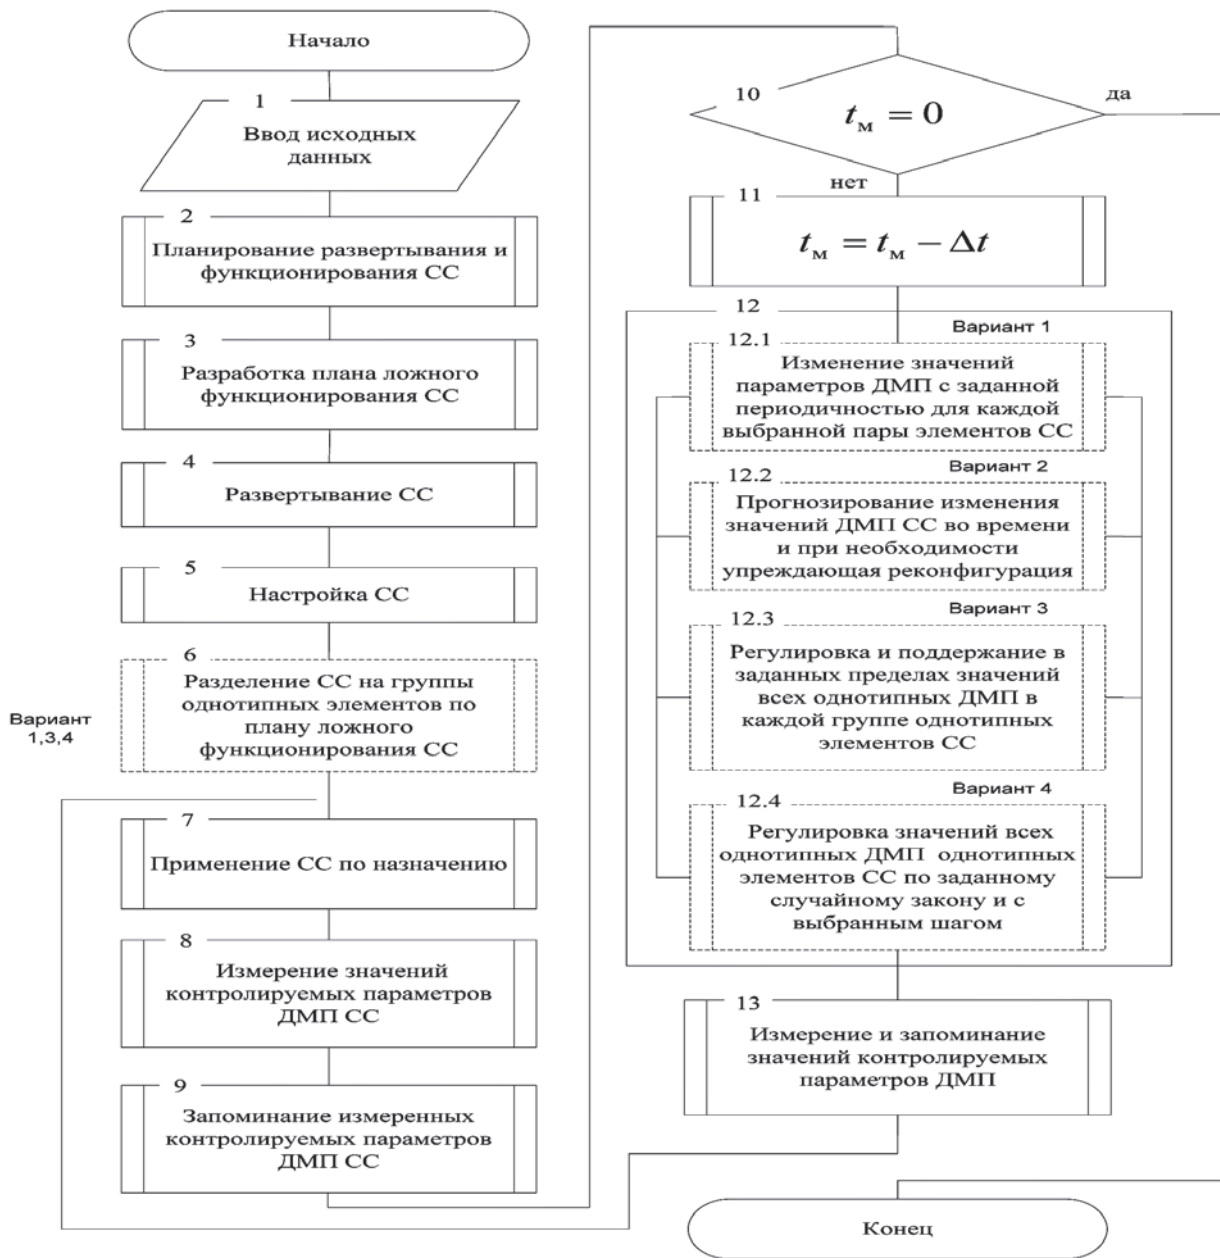 Начало
1
Ввод исходных
данных
2
Планирование развертывания и
функционирования СС
3
Разработка плана ложного
функционирования СС
4
Развертывание СС
5
Настройка СС
6
Разделение СС на группы
однотипных элементов по
плану ложного
функционирования СС
Вариант
1,3,4
7
Применение СС по назначению
8
Измерение значений
контролируемых параметров
ДМП СС
9
Запоминание измеренных
контролируемых параметров
ДМП СС
10
tм = 0
да
нет
11
tм = tм − Δt
12
Вариант 1
12.1
Изменение значений
параметров ДМП с заданной
периодичностью для каждой
выбранной пары элементов СС
Вариант 2
12.2
Прогнозирование изменения
значений ДМП СС во времени
и при необходимости
упреждающая реконфигурация
Вариант 3
12.3
Регулировка и поддержание в
заданных пределах значений
всех однотипных ДМП в
каждой группе однотипных
элементов СС
Вариант 4
12.4
Регулировка значений всех
однотипных ДМП однотипных
элементов СС по заданному
случайному закону и с
выбранным шагом
13
Измерение и запоминание
значений контролируемых
параметров ДМП
Конец